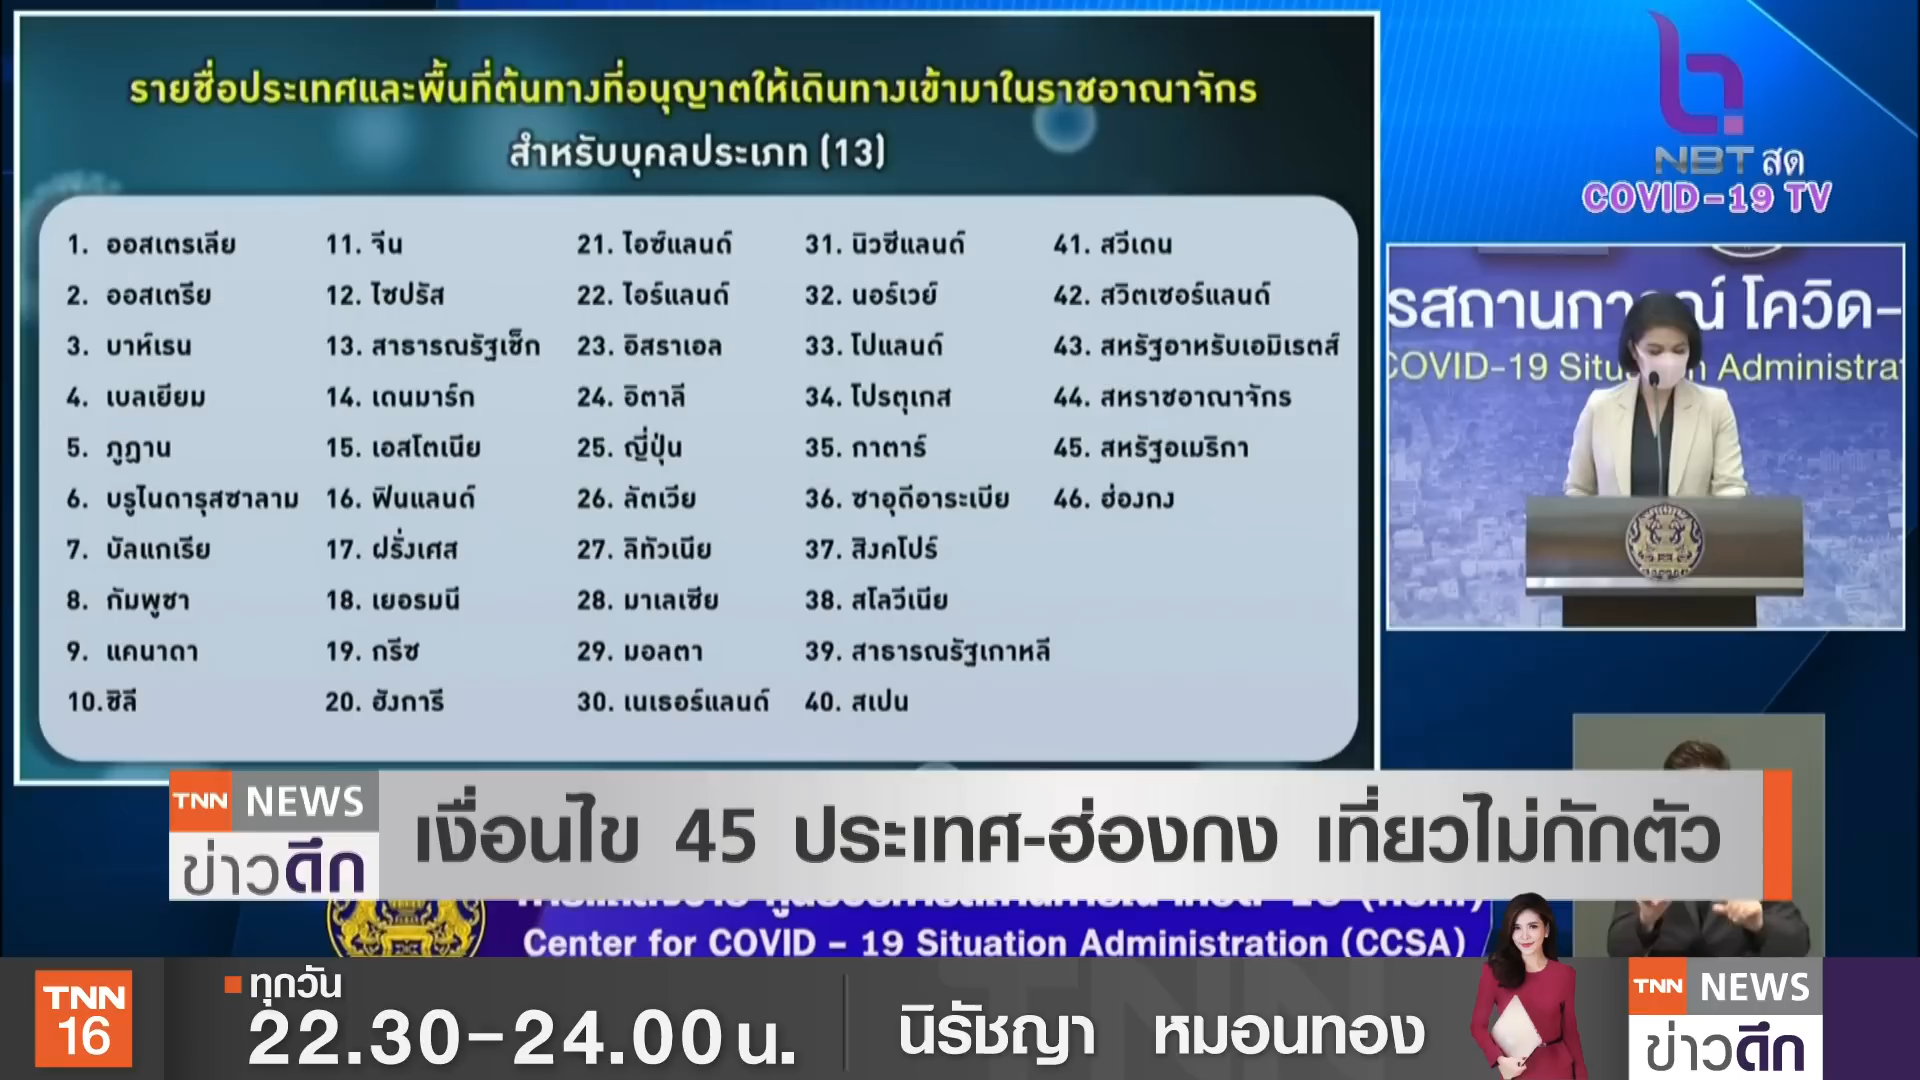 รายชื่อประเทศและพื้นที่ต้นทางที่อนุญาตให้เดินทางเข้ามาในราชอาณาจักร
สำหรับบุคลประเภท (13)
1. ออสเตรเลีย
2. ออสเตรีย
3. บาห์เรน
4. เบลเยียม
5. ภูฏาน
6. บรูไนดารุสซาลาม
7. บัลแกเรีย
8. กัมพูชา
9. แคนาดา
10. ชิลี
11. จีน
12. ไซปรัส
13. สาธารณรัฐเช็ก
14. เดนมาร์ก
15. เอสโตเนีย
16. ฟินแลนด์
17. ฝรั่งเศส
18. เยอรมนี
19. กรีซ
20. ฮังการี
21. ไอซ์แลนด์
22. ไอร์แลนด์
23. อิสราเอล
24. อิตาลี
25. ญี่ปุ่น
26. ลัตเวีย
27. ลิทัวเนีย
28. มาเลเซีย
29. มอลตา
30. เนเธอร์แลนด์
31. นิวซีแลนด์
32. นอร์เวย์
33. โปแลนด์
34. โปรตุเกส
35. กาตาร์
36. ซาอุดีอาระเบีย
37. สิงคโปร์
38. สโลวีเนีย
39. สาธารณรัฐเกาหลี
40. สเปน
41. สวีเดน
42. สวิตเซอร์แลนด์
43. สหรัฐอาหรับเอมิเรตส์
44. สหราชอาณาจักร
45. สหรัฐอเมริกา
46. ฮ่องกง
NBT สด
COVID-19 TV
โควิด-
COVID-19 Administra
TNN NEWS
ข่าวดึก
เงื่อนไข 45 ประเทศ-ฮ่องกง เที่ยวไม่กักตัว
Center for COVID – 19 Situation Administration (CCSA)
TNN
16
ทุกวัน
22.30-24.00 น.
นิรัชญา หมอนทอง
TNN NEWS
ข่าวดึก